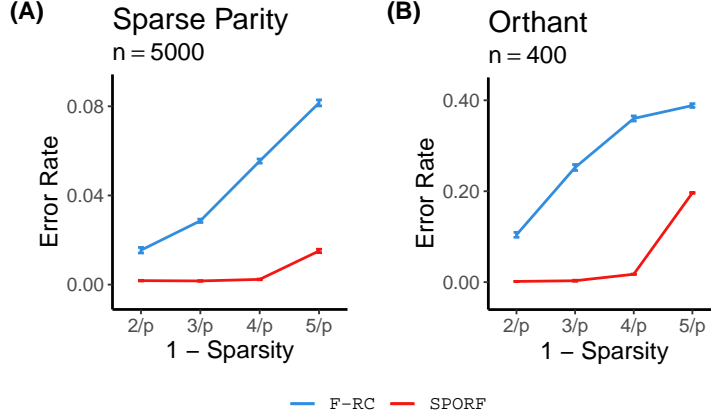 (A)
Sparse Parity
n = 5000
0.08
0.04
0.00
Error Rate
2/p 3/p 4/p 5/p
1 − Sparsity
(B)
Orthant
n = 400
0.40
0.20
0.00
Error Rate
2/p 3/p 4/p 5/p
1 − Sparsity
F-RC SPORF